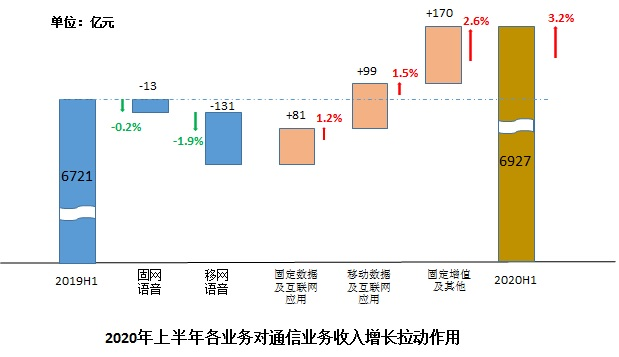 单位：亿元
+170
2.6%
3.2%
+99
1.5%
-13
-0.2%
-131
-1.9%
+81
1.2%
6721
6927
2019H1
固网
语音
移网
语音
固定数据
及互联网
应用
移动数据
及互联网
应用
固定增值
及其他
2020H1
2020年上半年各业务对通信业务收入增长拉动作用